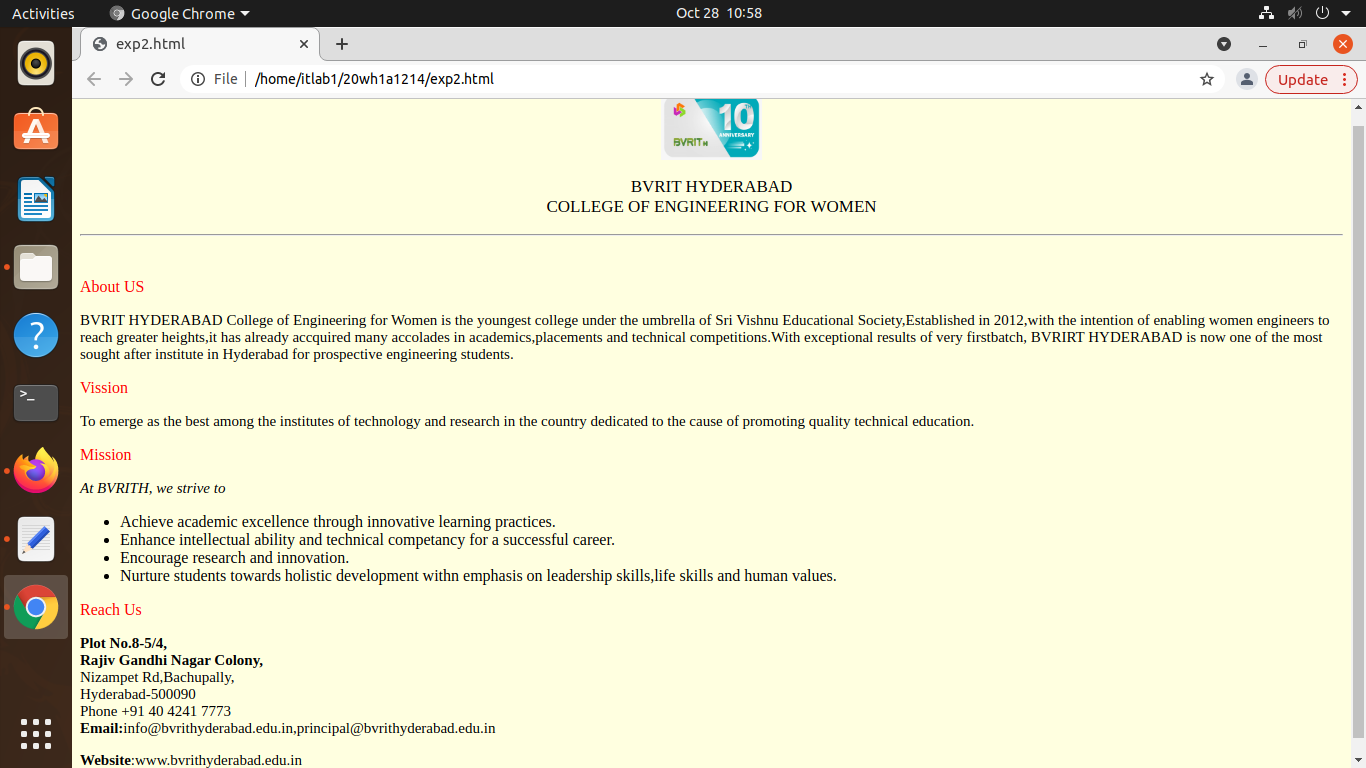 Activities Google Chrome Oct 28 10:58
exp2.html
File /home/itlab1/20wh1a1214/exp2.html Update
10
ANNIVERSARY
BVRIT H
BVRIT HYDERABAD
COLLEGE OF ENGINEERING FOR WOMEN
About US
BVRIT HYDERABAD College of Engineering for Women is the youngest college under the umbrella of Sri Vishnu Educational Society,Established in 2012,with the intention of enabling women engineers to
reach greater heights,it has already accquired many accolades in academics,placements and technical competitions.With exceptional results of very firstbatch, BVRIRT HYDERABAD is now one of the most
sought after institute in Hyderabad for prospective engineering students.
Vission
To emerge as the best among the institutes of technology and research in the country dedicated to the cause of promoting quality technical education.
Mission
At BVRITH, we strive to
• Achieve academic excellence through innovative learning practices.
• Enhance intellectual ability and technical competancy for a successful career.
• Encourage research and innovation.
• Nurture students towards holistic development withn emphasis on leadership skills,life skills and human values.
Reach Us
Plot No.8-5/4,
Rajiv Gandhi Nagar Colony,
Nizampet Rd,Bachupally,
Hyderabad-500090
Phone +91 40 4241 7773
Email:info@bvrithyderabad.edu.in,principal@bvrithyderabad.edu.in
Website:www.bvrithyderabad.edu.in